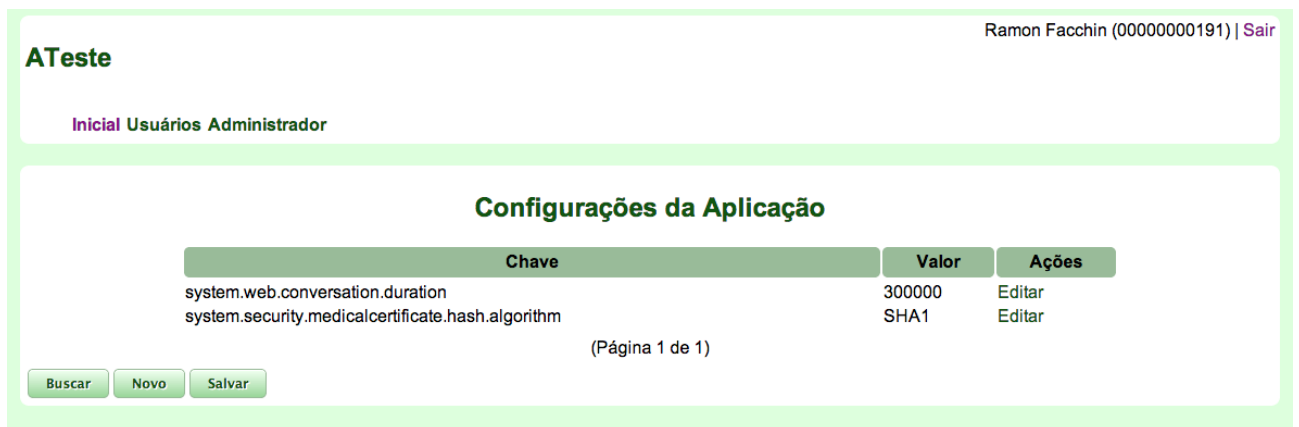 Ramon Facchin (00000000191) | Sair
ATeste
Inicial Usuários Administrador
Configurações da Aplicação
Chave Valor Ações
system.web.conversation.duration 300000 Editar
system.security.medicalcertificate.hash.algorithm SHA1 Editar
(Página 1 de 1)
Buscar Novo Salvar